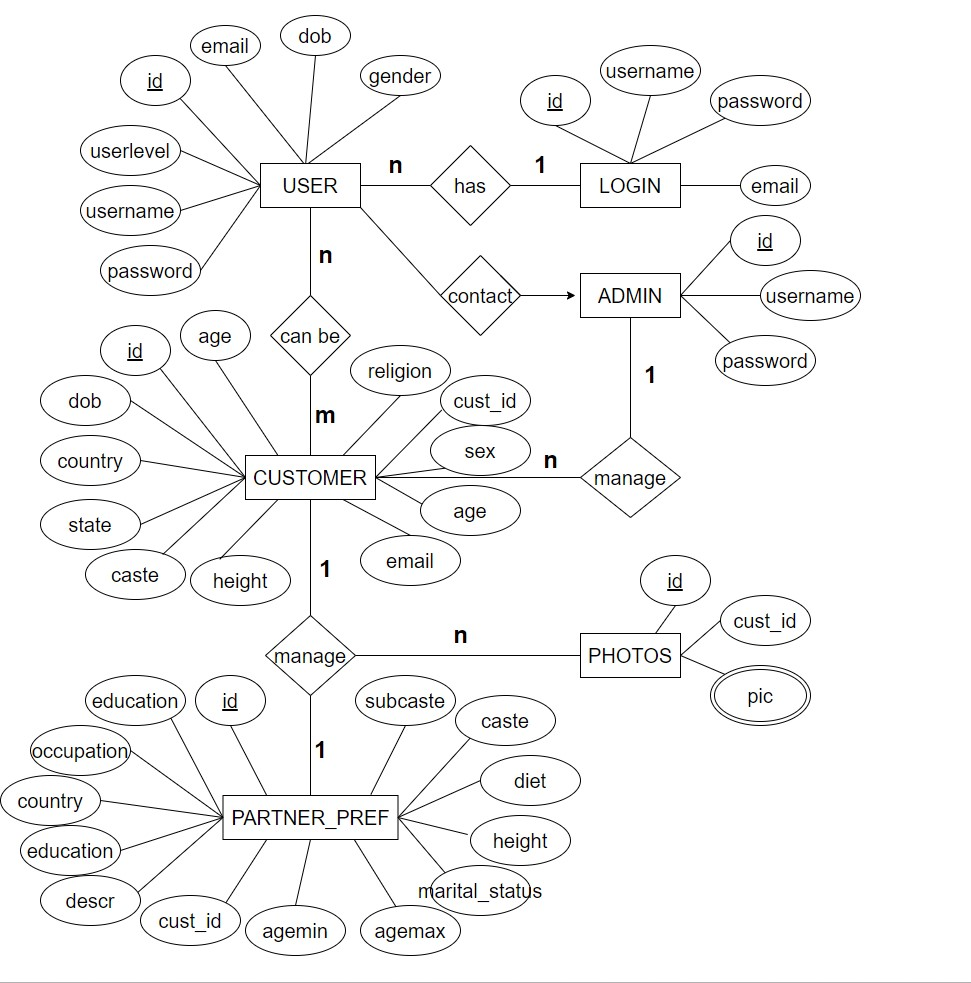 dob
email
gender
id
username
id
password
userlevel
n
1
USER
has
LOGIN
email
username
id
n
password
contact
ADMIN
username
can be
age
id
religion
password
1
dob
cust_id
m
country
sex
n
CUSTOMER
manage
state
age
email
caste
height
1
id
cust_id
n
manage
PHOTOS
pic
education
id
subcaste
caste
occupation
1
diet
country
PARTNER_PREF
height
education
marital_status
descr
cust_id
agemin
agemax